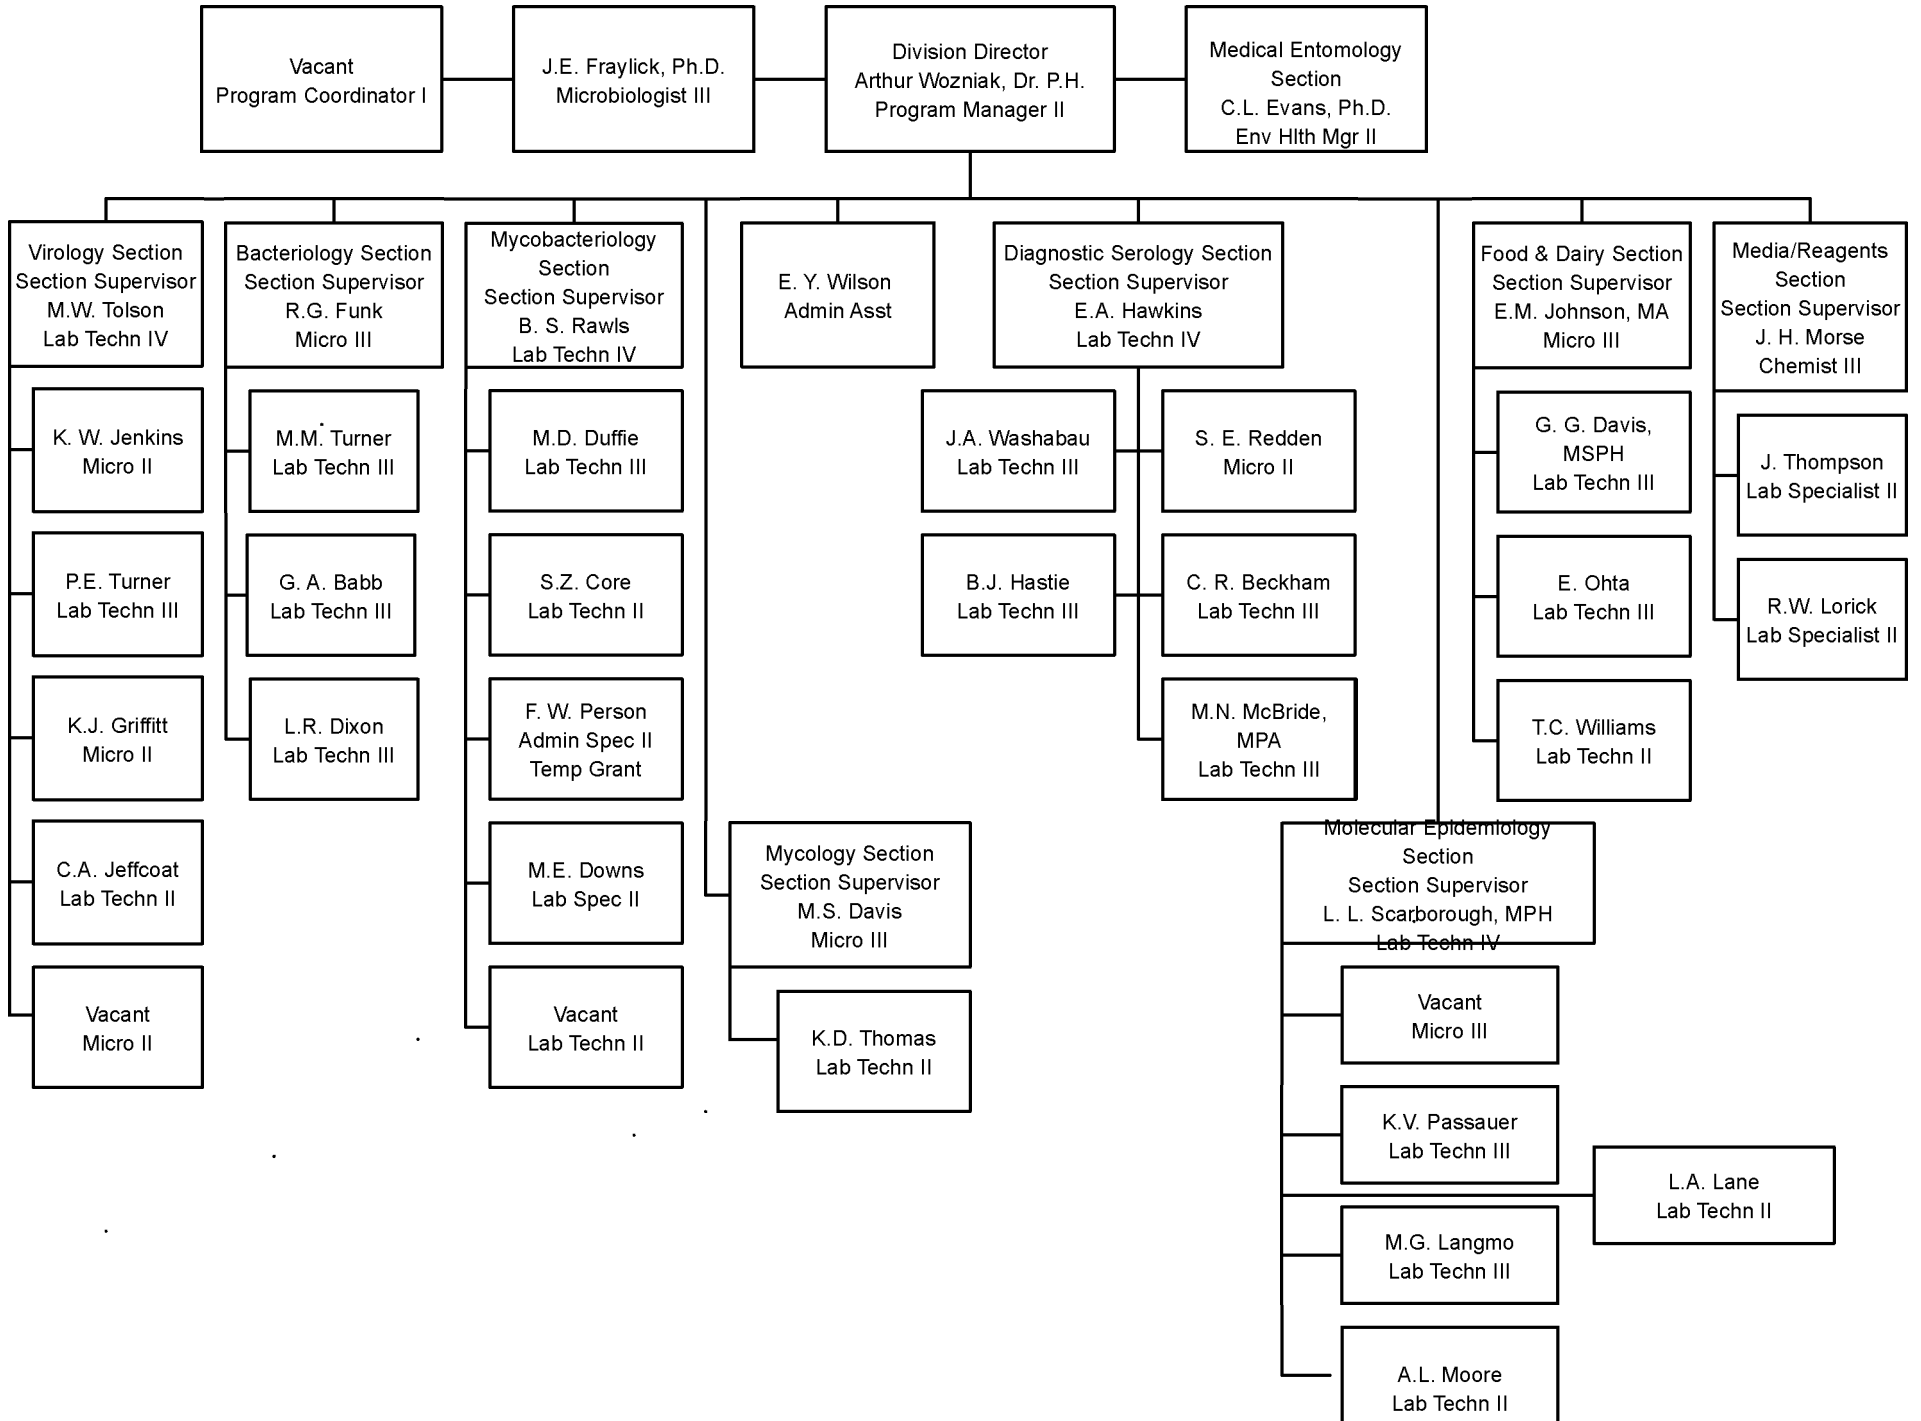 Vacant
Program Coordinator I
J.E. Fraylick, Ph.D.
Microbiologist III
Division Director
Arthur Wozniak, Dr. P.H.
Program Manager II
Medical Entomology
Section
C.L. Evans, Ph.D.
Env Hlth Mgr II
Virology Section
Section Supervisor
M.W. Tolson
Lab Techn IV
K. W. Jenkins
Micro II
P.E. Turner
Lab Techn III
K.J. Griffitt
Micro II
C.A. Jeffcoat
Lab Techn II
Vacant
Micro II
Bacteriology Section
Section Supervisor
R.G. Funk
Micro III
M.M. Turner
Lab Techn III
G. A. Babb
Lab Techn III
L.R. Dixon
Lab Techn III
Mycobacteriology
Section
Section Supervisor
B. S. Rawls
Lab Techn IV
M.D. Duffie
Lab Techn III
S.Z. Core
Lab Techn II
F. W. Person
Admin Spec II
Temp Grant
M.E. Downs
Lab Spec II
Vacant
Lab Techn II
Mycology Section
Section Supervisor
M.S. Davis
Micro III
K.D. Thomas
Lab Techn II
E. Y. Wilson
Admin Asst
Diagnostic Serology Section
Section Supervisor
E.A. Hawkins
Lab Techn IV
J.A. Washabau
Lab Techn III
S. E. Redden
Micro II
B.J. Hastie
Lab Techn III
C. R. Beckham
Lab Techn III
M.N. McBride,
MPA
Lab Techn III
Molecular Epidemiology
Section
Section Supervisor
L. L. Scarborough, MPH
Lab Techn IV
Vacant
Micro III
K.V. Passauer
Lab Techn III
L.A. Lane
Lab Techn II
M.G. Langmo
Lab Techn III
A.L. Moore
Lab Techn II
Food & Dairy Section
Section Supervisor
E.M. Johnson, MA
Micro III
G. G. Davis,
MSPH
Lab Techn III
E. Ohta
Lab Techn III
T.C. Williams
Lab Techn II
Media/Reagents
Section
Section Supervisor
J. H. Morse
Chemist III
J. Thompson
Lab Specialist II
R.W. Lorick
Lab Specialist II